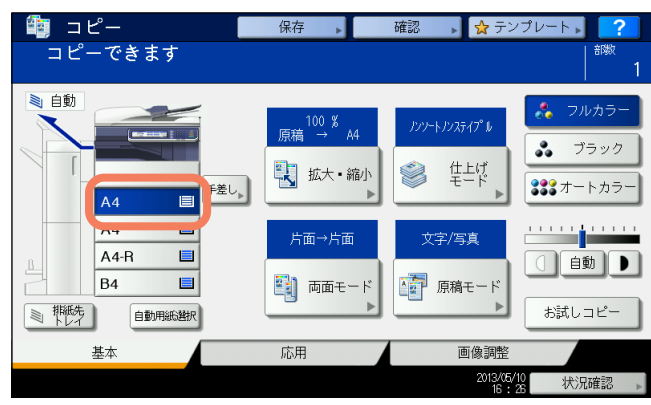 コピー
保存
確認
テンプレート
?
コピーできます
部数
1
自動
手差し
A4
A4
A4-R
B4
排紙先
トレイ
自動用紙選択
100 %
原稿 → A4
拡大・縮小
ノンソートノンステイプル
仕上げ
モード
片面→片面
両面モード
文字/写真
原稿モード
フルカラー
ブラック
オートカラー
自動
お試しコピー
基本
応用
画像調整
2013/05/10
16 : 26
状況確認